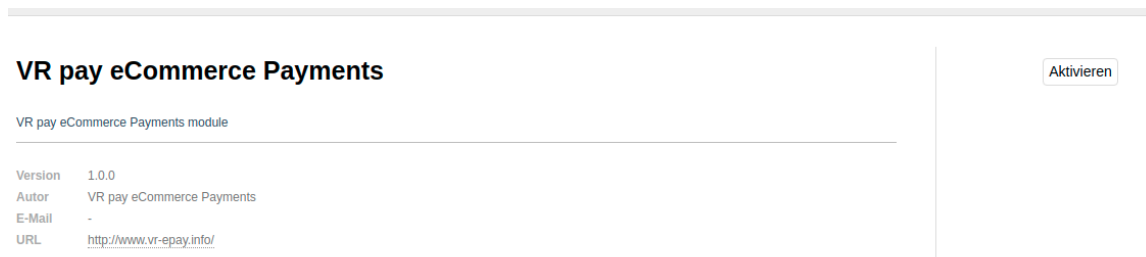 VR pay eCommerce Payments
Aktivieren
VR pay eCommerce Payments module
Version 1.0.0
Autor VR pay eCommerce Payments
E-Mail -
URL http://www.vr-epay.info/